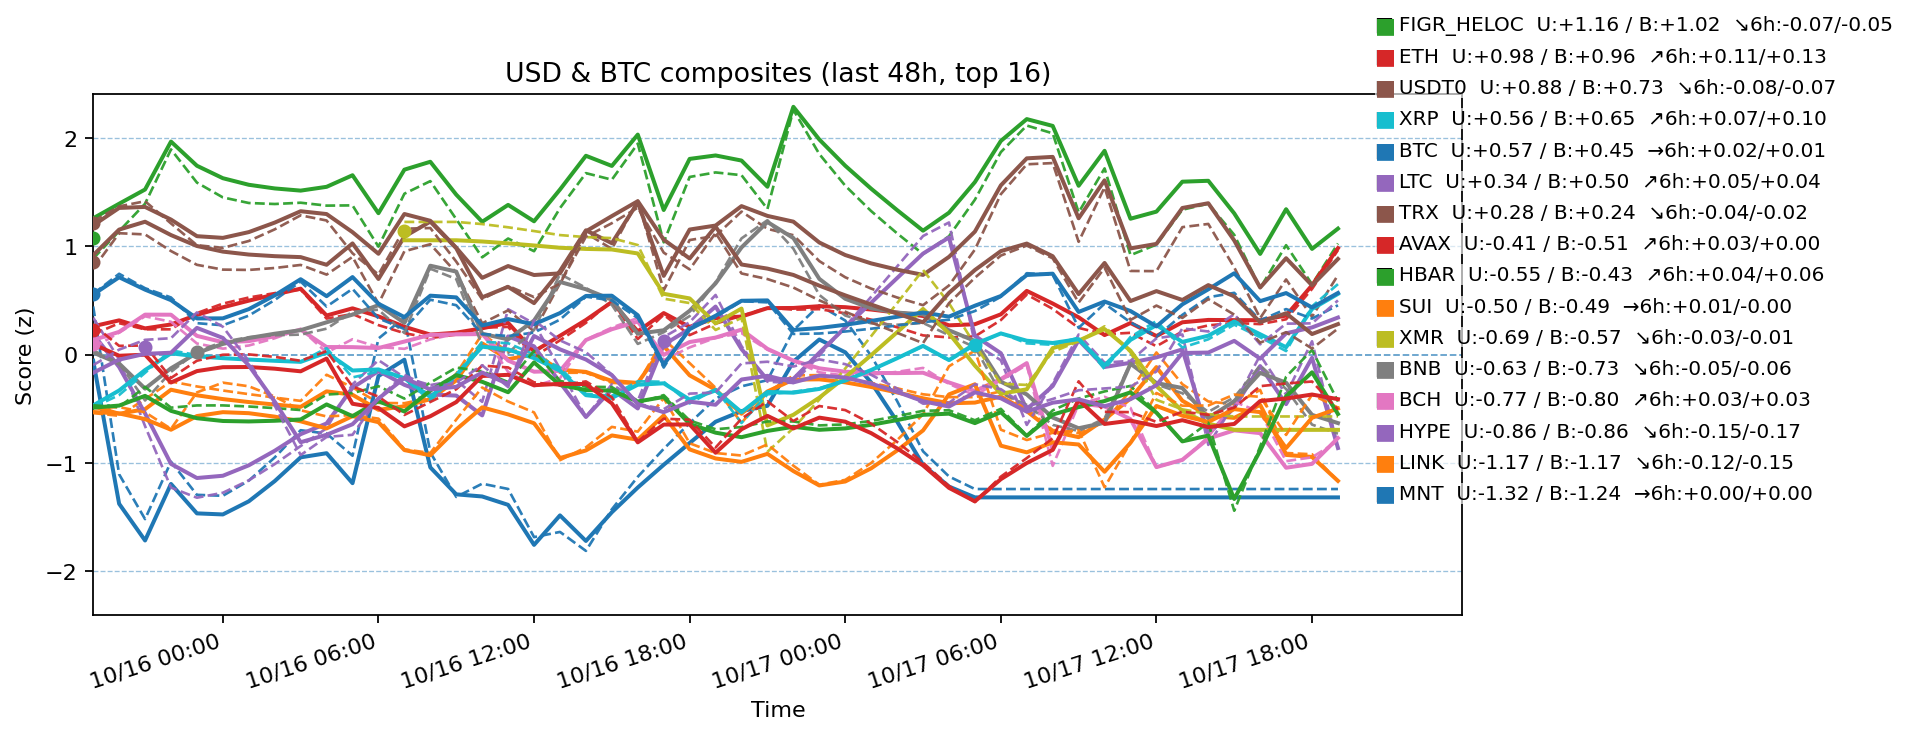 FIGR_HELOC U:+1.16 / B:+1.02 ↘6h:-0.07/-0.05
ETH U:+0.98 / B:+0.96 ↗6h:+0.11/+0.13
USDT0 U:+0.88 / B:+0.73 ↘6h:-0.08/-0.07
XRP U:+0.56 / B:+0.65 ↗6h:+0.07/+0.10
BTC U:+0.57 / B:+0.45 →6h:+0.02/+0.01
LTC U:+0.34 / B:+0.50 ↗6h:+0.05/+0.04
TRX U:+0.28 / B:+0.24 ↘6h:-0.04/-0.02
AVAX U:-0.41 / B:-0.51 ↗6h:+0.03/+0.00
HBAR U:-0.55 / B:-0.43 ↗6h:+0.04/+0.06
SUI U:-0.50 / B:-0.49 →6h:+0.01/-0.00
XMR U:-0.69 / B:-0.57 ↘6h:-0.03/-0.01
BNB U:-0.63 / B:-0.73 ↘6h:-0.05/-0.06
BCH U:-0.77 / B:-0.80 ↗6h:+0.03/+0.03
HYPE U:-0.86 / B:-0.86 ↘6h:-0.15/-0.17
LINK U:-1.17 / B:-1.17 ↘6h:-0.12/-0.15
MNT U:-1.32 / B:-1.24 →6h:+0.00/+0.00
USD & BTC composites (last 48h, top 16)
Score (z)
2
1
0
−1
−2
10/16 00:00
10/16 06:00
10/16 12:00
10/16 18:00
10/17 00:00
10/17 06:00
10/17 12:00
10/17 18:00
Time